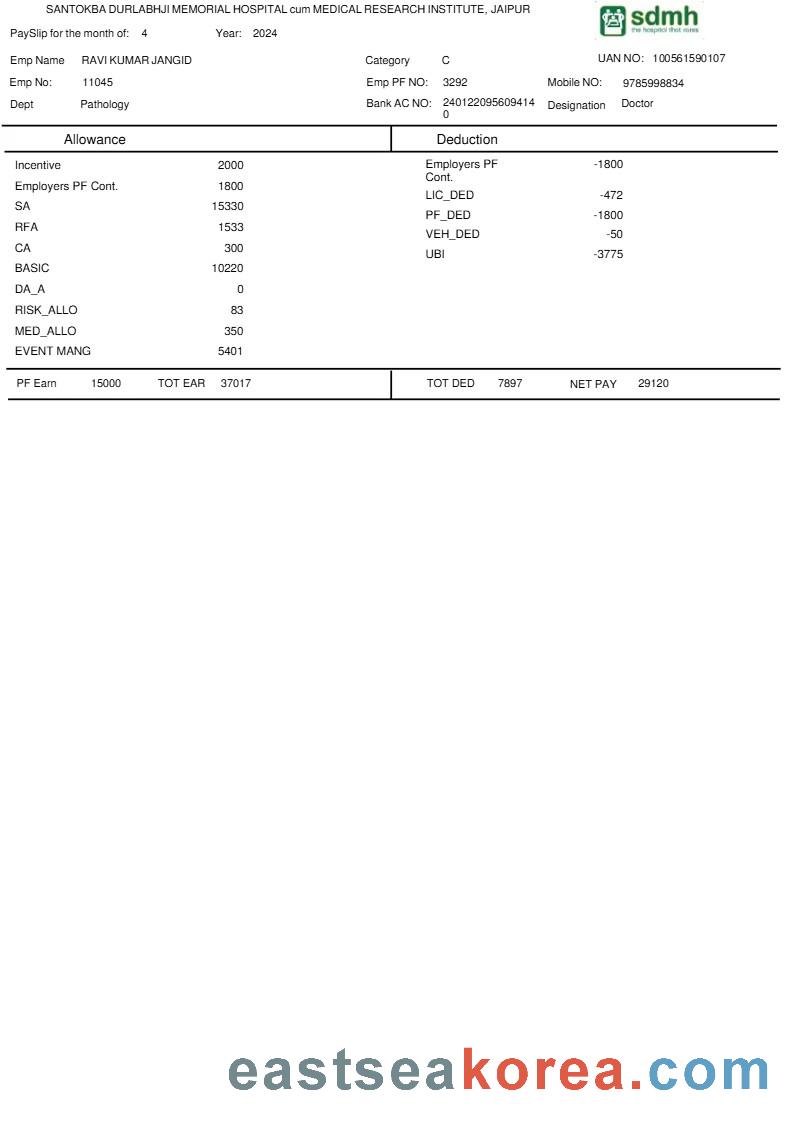 SANTOKBA DURLABHJI MEMORIAL HOSPITAL cum MEDICAL RESEARCH INSTITUTE, JAIPUR
sdmh
the hospital that cares
PaySlip for the month of: 4 Year: 2024
Emp Name RAVI KUMAR JANGID Category C UAN NO: 100561590107
Emp No: 11045 Emp PF NO: 3292 Mobile NO: 9785998834
Dept Pathology Bank AC NO: 240122095609414 Designation Doctor
0
Allowance Deduction
Incentive 2000 Employers PF -1800
Cont.
Employers PF Cont. 1800 LIC_DED -472
SA 15330 PF_DED -1800
RFA 1533 VEH_DED -50
CA 300 UBI -3775
BASIC 10220
DA_A 0
RISK_ALLO 83
MED_ALLO 350
EVENT MANG 5401
PF Earn 15000 TOT EAR 37017 TOT DED 7897 NET PAY 29120
eastseakorea.com